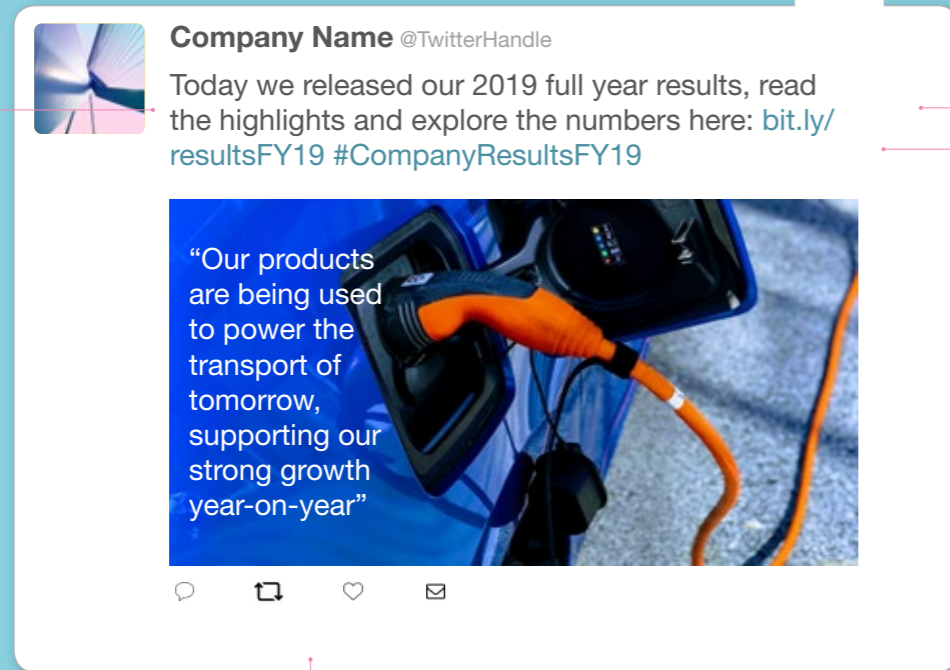 Company Name @TwitterHandle
Today we released our 2019 full year results, read
the highlights and explore the numbers here: bit.ly/
resultsFY19 #CompanyResultsFY19
“Our products
are being used
to power the
transport of
tomorrow,
supporting our
strong growth
year-on-year”